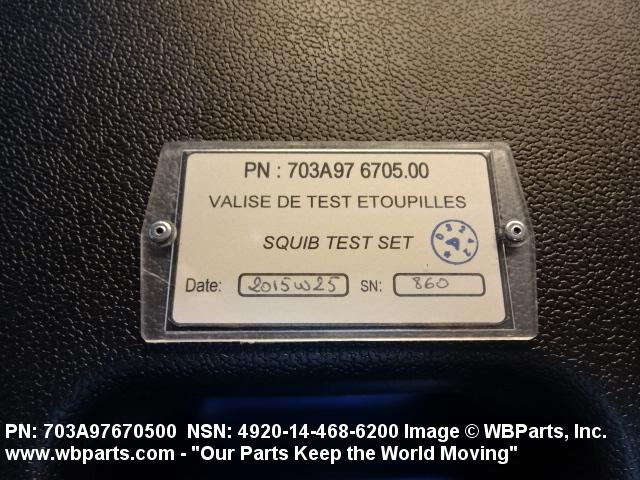 PN : 703A97 6705.00
VALISE DE TEST ETOUPILLES
SQUIB TEST SET
Date: 2015W25 SN: 860
PN: 703A97670500 NSN: 4920-14-468-6200 Image © WBParts, Inc.
www.wbparts.com - "Our Parts Keep the World Moving"